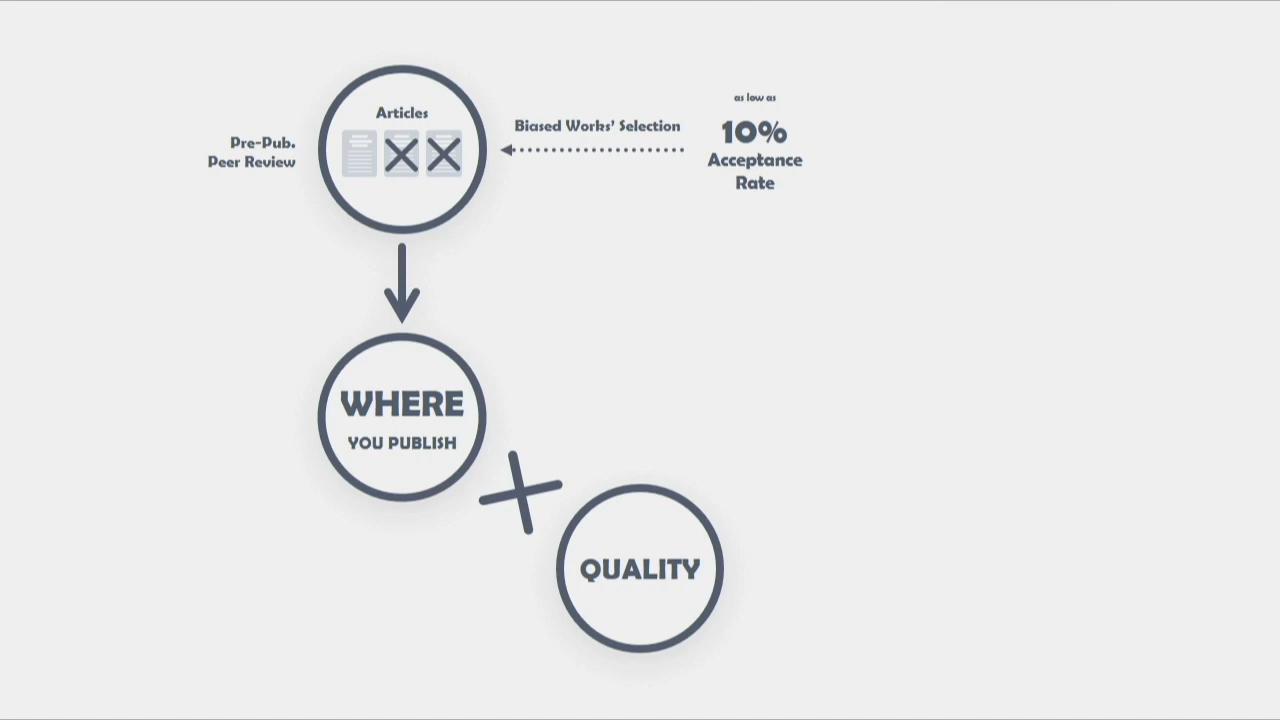 Pre-Pub.
Peer Review
Articles
Biased Works' Selection
as low as
10%
Acceptance
Rate
WHERE
YOU PUBLISH
QUALITY